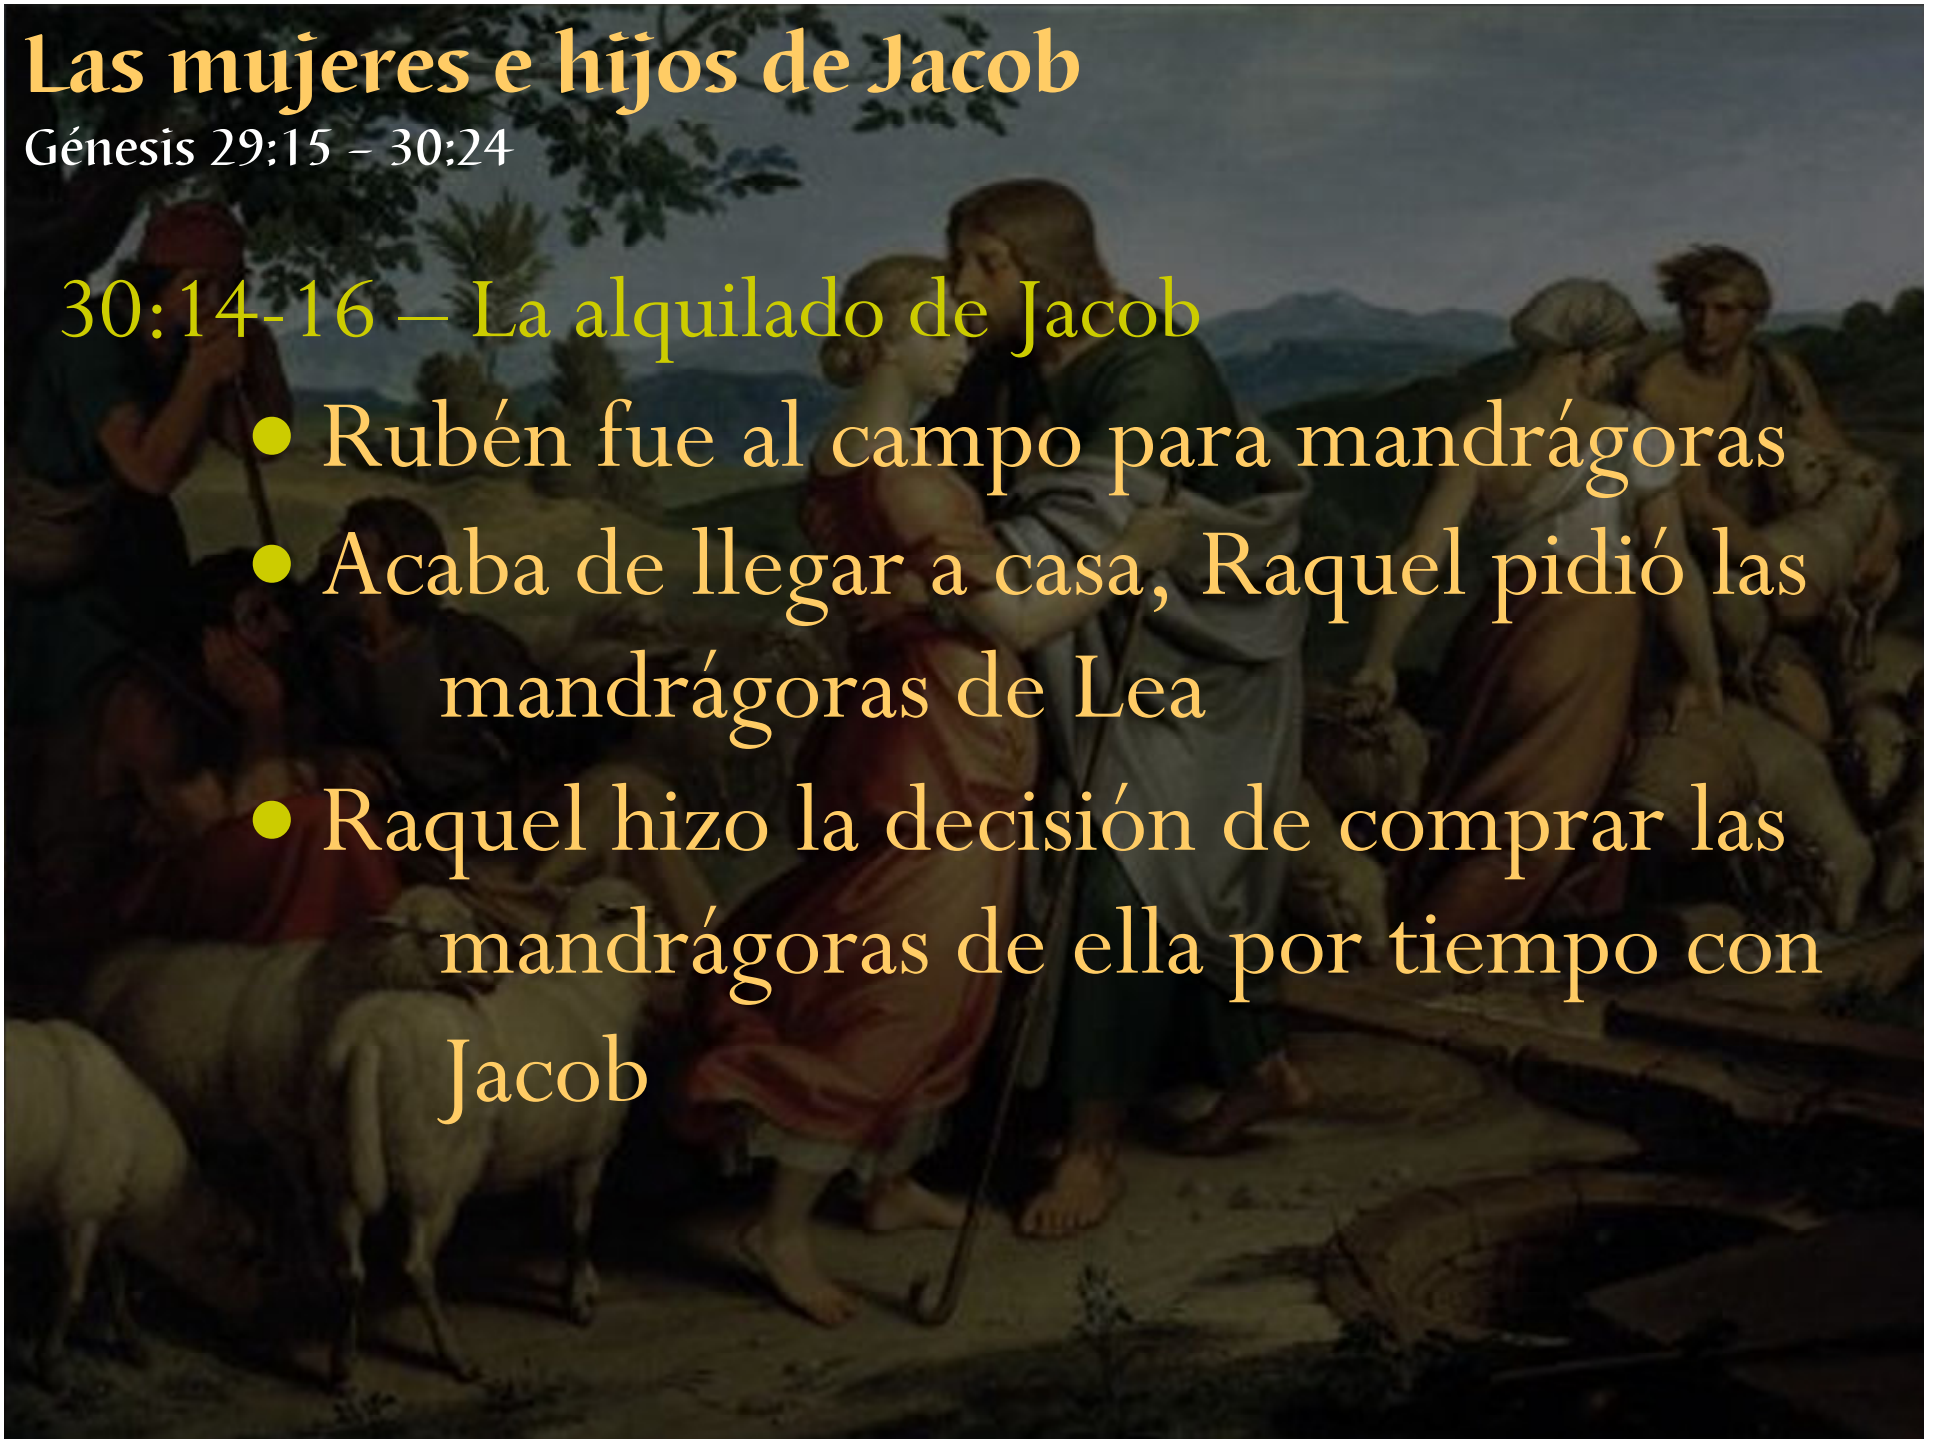 Las mujeres e hijos de Jacob
Génesis 29:15 – 30:24
30:14-16 – La alquilado de Jacob
● Rubén fue al campo para mandrágoras
● Acaba de llegar a casa, Raquel pidió las
mandrágoras de Lea
● Raquel hizo la decisión de comprar las
mandrágoras de ella por tiempo con
Jacob